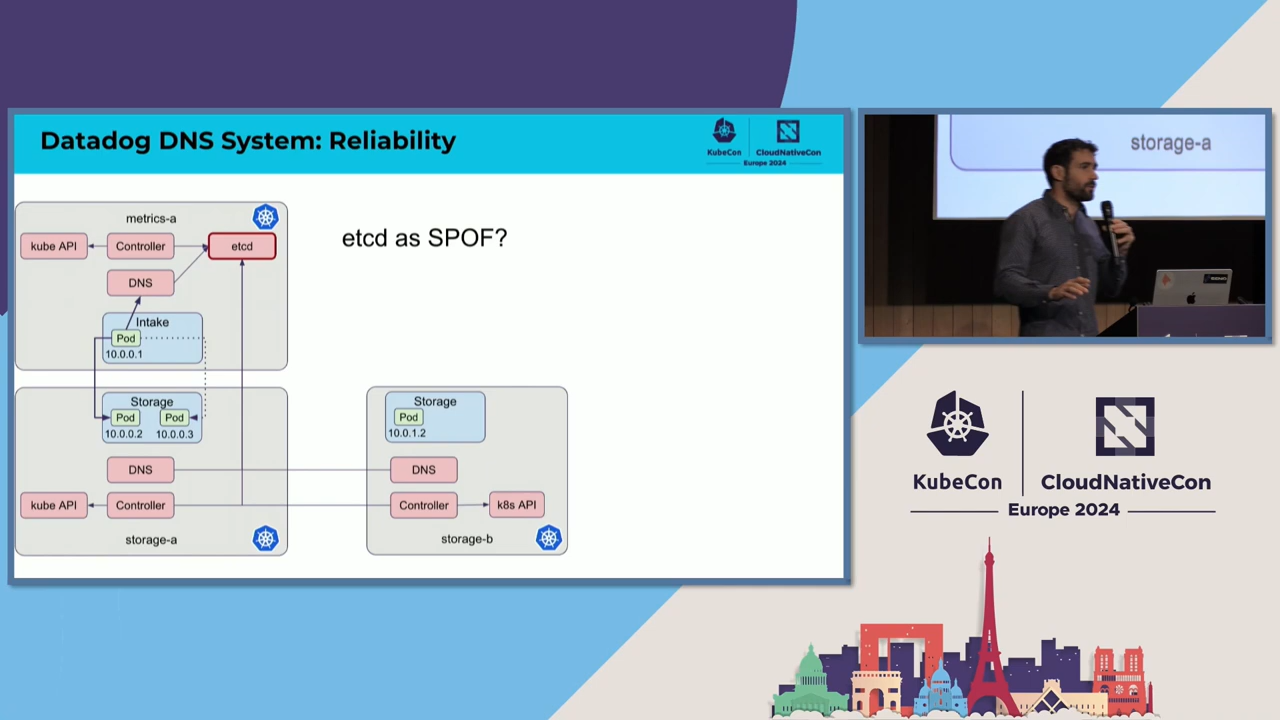 Datadog DNS System: Reliability
KubeCon
CloudNativeCon
Europe 2024
metrics-a
kube API
Controller
etcd
DNS
Intake
Pod
10.0.0.1
etcd as SPOF?
Storage
Pod
Pod
10.0.0.2
10.0.0.3
DNS
kube API
Controller
storage-a
Storage
Pod
10.0.1.2
DNS
Controller
k8s API
storage-b
storage-a
KubeCon
CloudNativeCon
Europe 2024